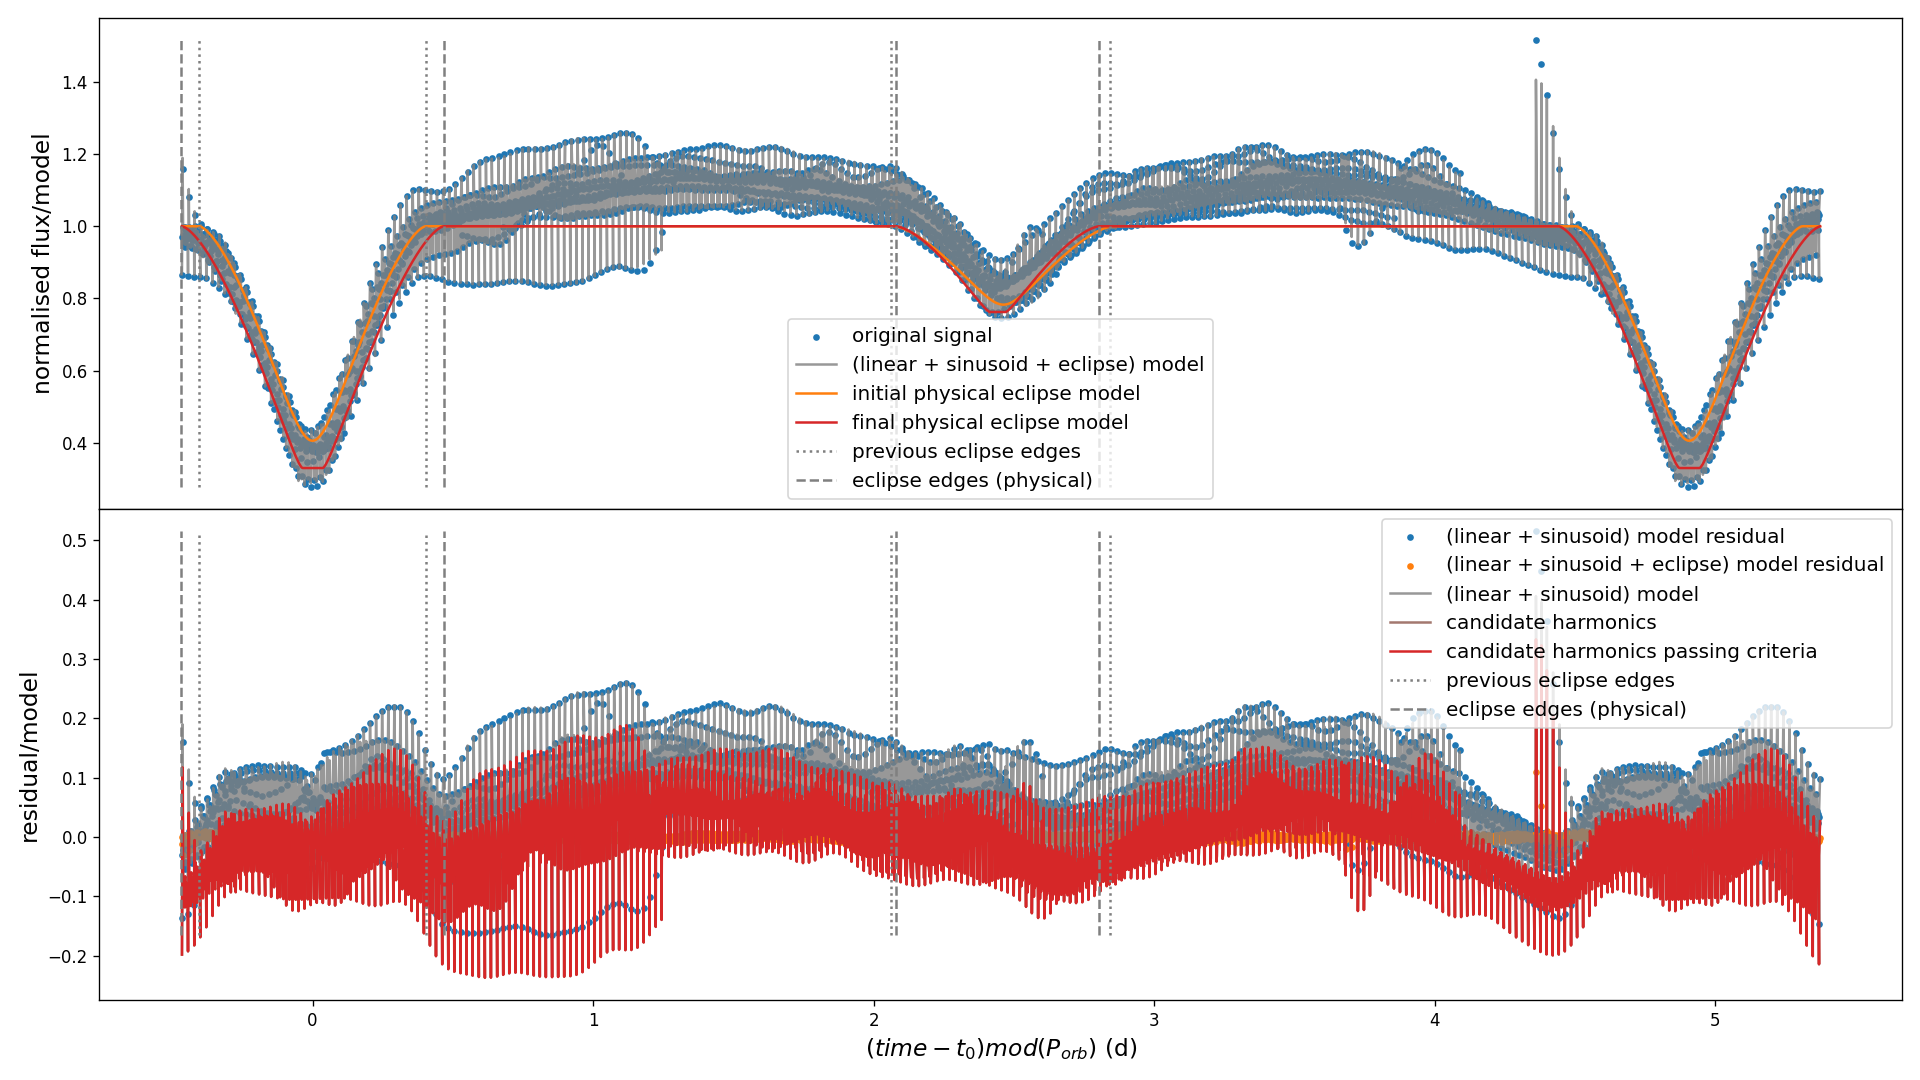 normalised flux/model
1.4
1.2
1.0
0.8
0.6
0.4
original signal
(linear + sinusoid + eclipse) model
initial physical eclipse model
final physical eclipse model
previous eclipse edges
eclipse edges (physical)
residual/model
0.5
0.4
0.3
0.2
0.1
0.0
−0.1
−0.2
(linear + sinusoid) model residual
(linear + sinusoid + eclipse) model residual
(linear + sinusoid) model
candidate harmonics
candidate harmonics passing criteria
previous eclipse edges
eclipse edges (physical)
0 1 2 3 4 5
(time − t₀)mod(Pₒᵣb) (d)